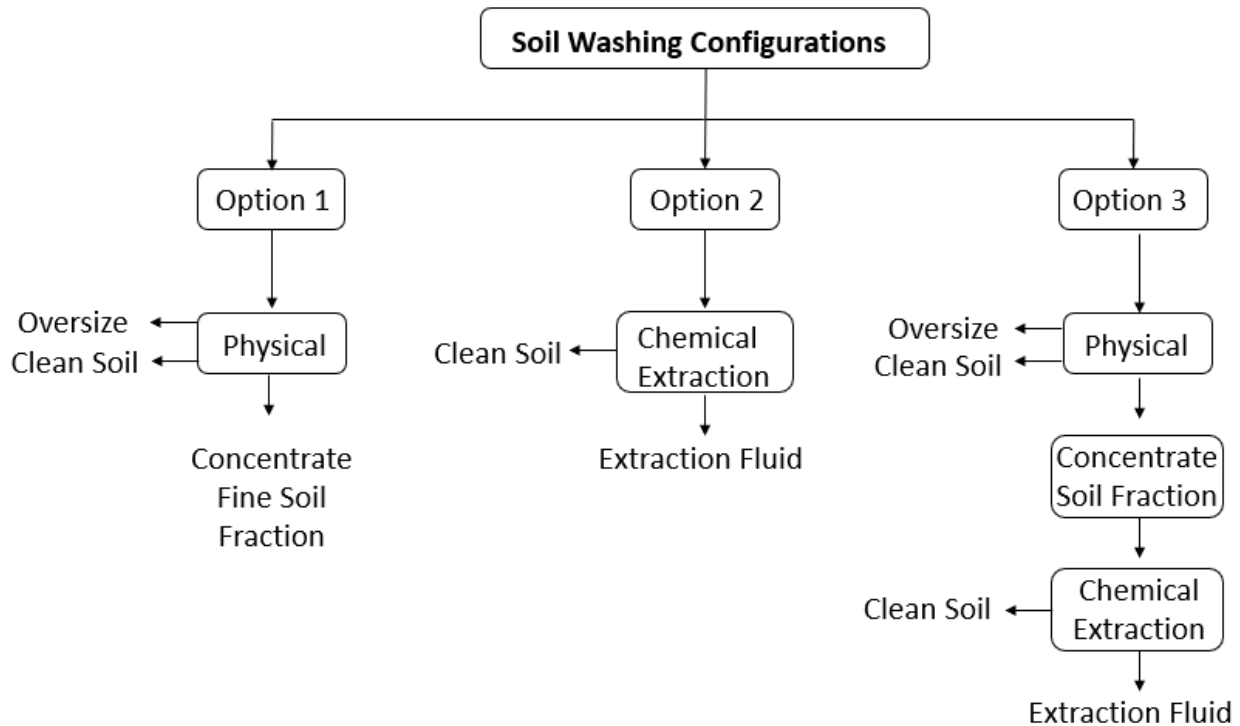 Soil Washing Configurations
Option 1
Option 2
Option 3
Oversize
Clean Soil
Physical
Concentrate
Fine Soil
Fraction
Clean Soil
Chemical
Extraction
Extraction Fluid
Oversize
Clean Soil
Physical
Concentrate
Soil Fraction
Clean Soil
Chemical
Extraction
Extraction Fluid